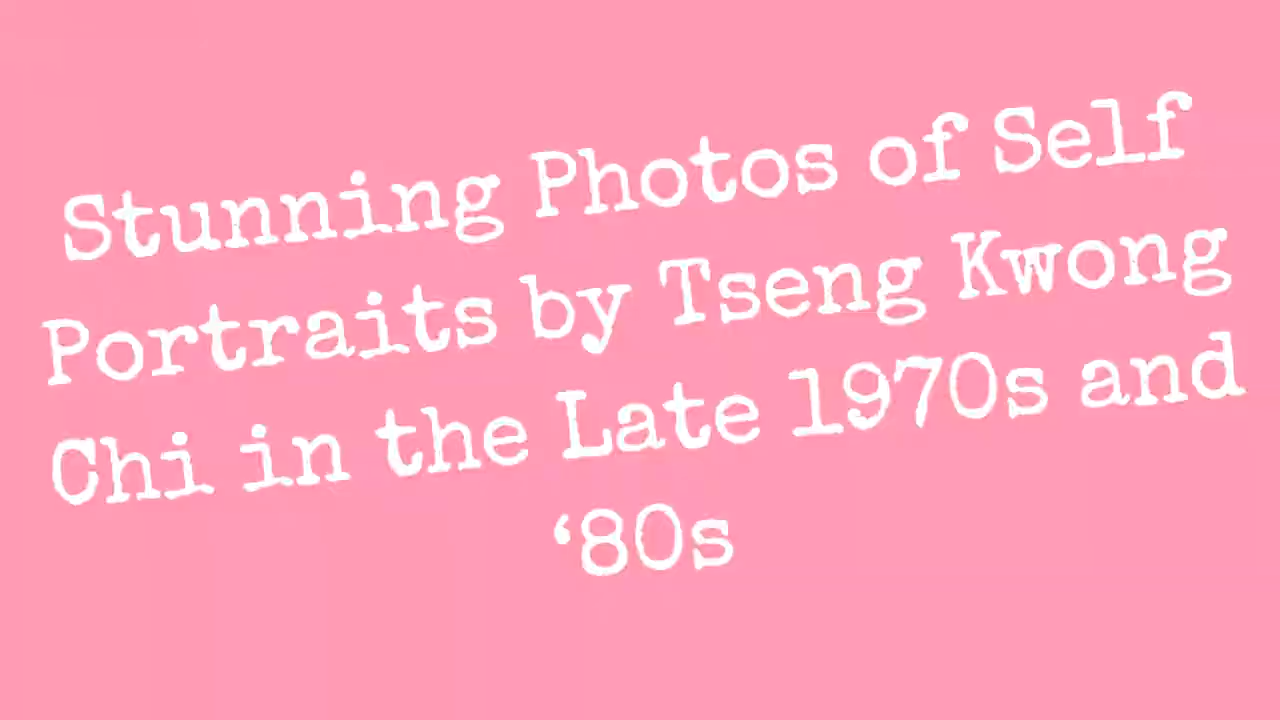 Stunning Photos of Self
Portraits by Tseng Kwong
Chi in the Late 1970s and
‘80s